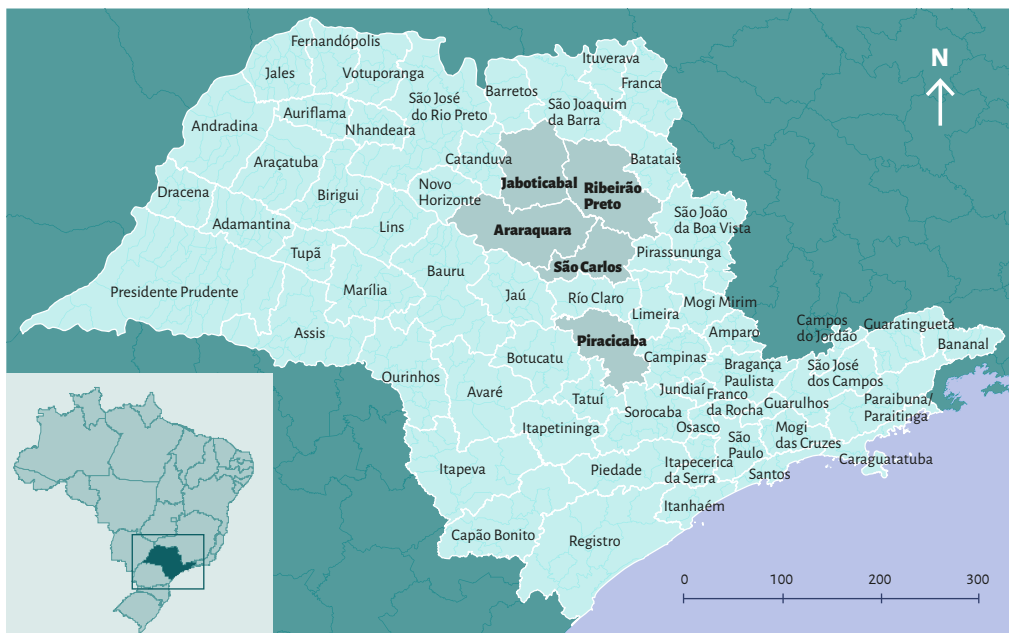 Fernandópolis
Ituverava
N
Jales
Votuporanga
Franca
Barretos
São José
do Rio Preto
São Joaquim
da Barra
Auriflama
Andradina
Nhandeara
Araçatuba
Catanduva
Batatais
Dracena
Birigui
Novo
Horizonte
Jaboticabal
Ribeirão
Preto
Adamantina
Lins
Araraquara
São João
da Boa Vista
Tupã
Pirassununga
Bauru
São Carlos
Presidente Prudente
Marília
Jaú
Río Claro
Mogi Mirim
Limeira
Assis
Piracicaba
Amparo
Campos
do Jordão
Guaratinguetá
Bananal
Botucatu
Campinas
Bragança
Paulista
São José
dos Campos
Ourinhos
Avaré
Tatuí
Jundiaí
Franco
da Rocha
Guarulhos
Paraibuna/
Paraitinga
Sorocaba
Itapetininga
Osasco
São
Paulo
Mogi
das Cruzes
Itapeva
Piedade
Itapecerica
da Serra
Santos
Caraguatatuba
Itanhaém
Capão Bonito
Registro
0 100 200 300